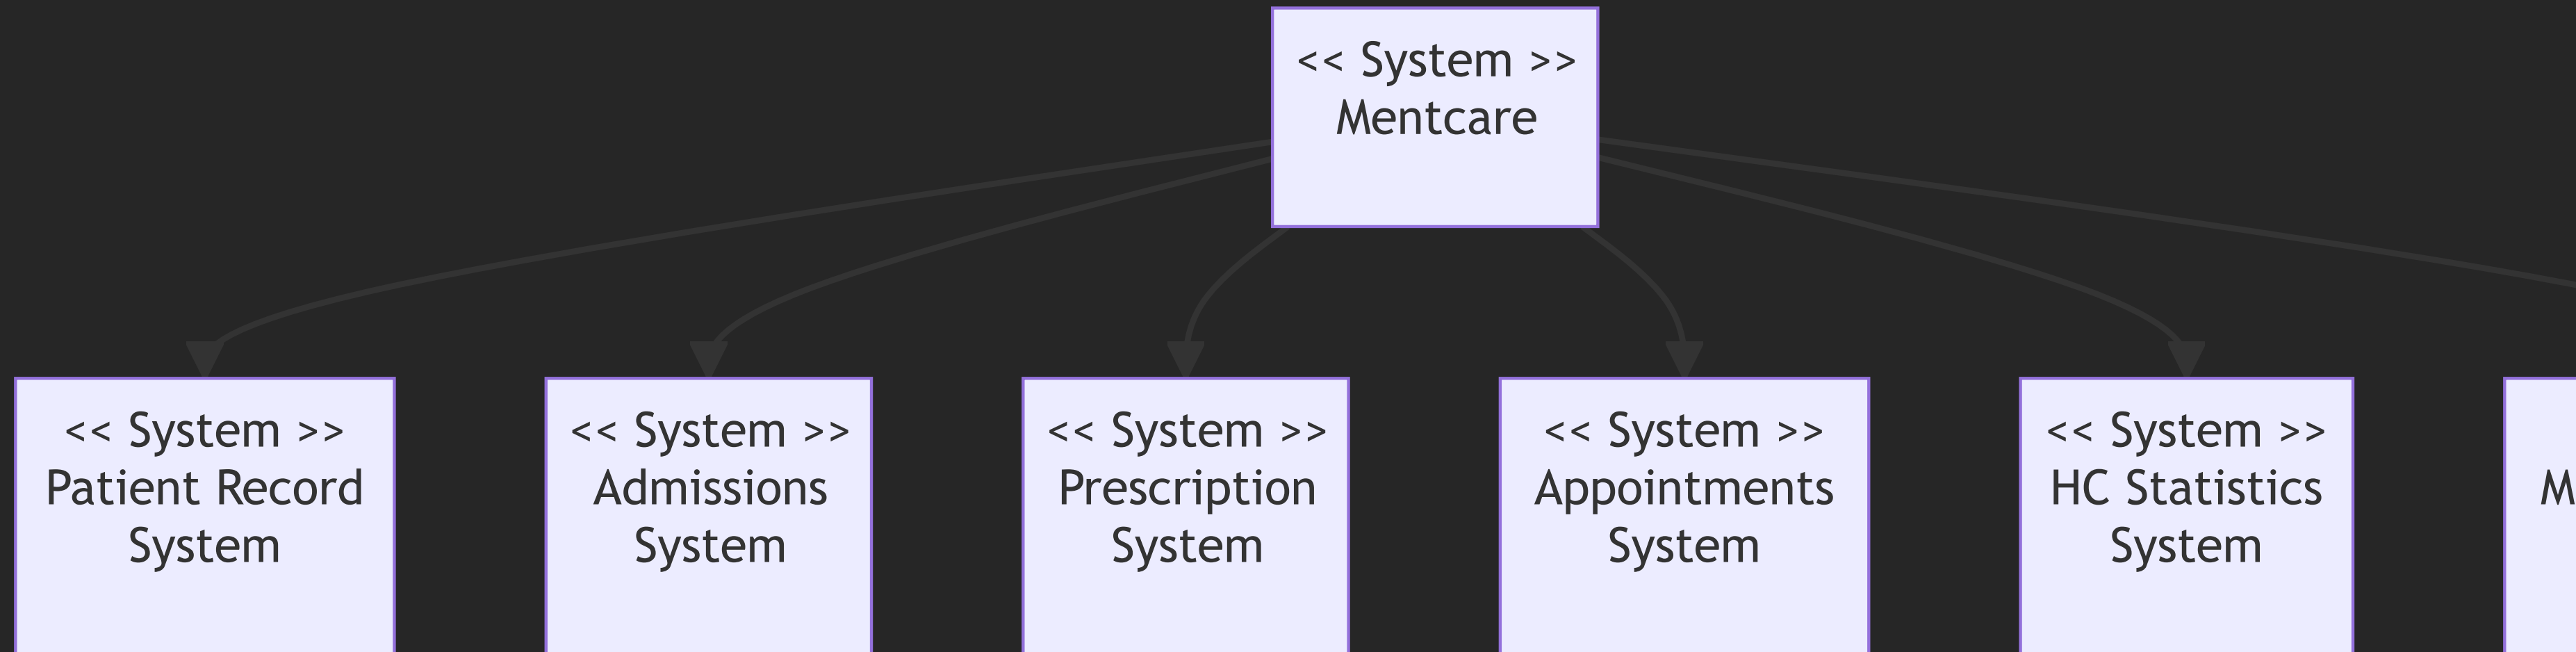 << System >>
Mentcare
<< System >>
Patient Record
System
<< System >>
Admissions
System
<< System >>
Prescription
System
<< System >>
Appointments
System
<< System >>
HC Statistics
System